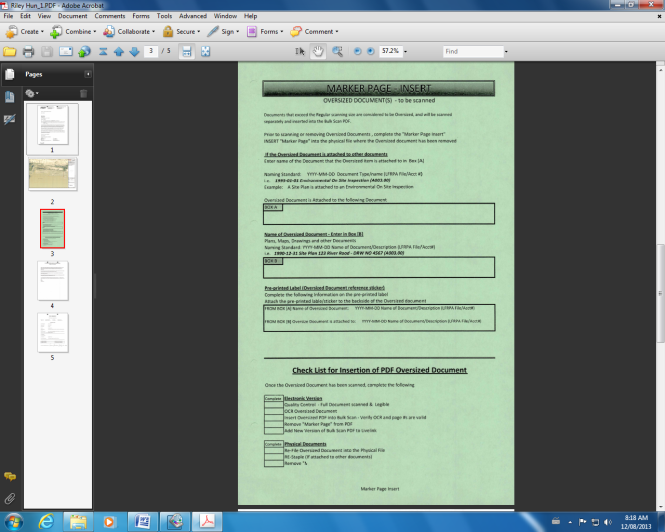 Riley Hun_1.PDF - Adobe Acrobat
File Edit View Document Comments Forms Tools Advanced Window Help
Create Combine Collaborate Secure Sign Forms Comment
3 / 5 57.2% Find
Pages
1
2
3
4
5
MARKER PAGE - INSERT
OVERSIZED DOCUMENT(S) - to be scanned
Documents that exceed the Regular scanning size are considered to be Oversized, and will be scanned
separately and inserted into the Bulk Scan PDF.
Prior to scanning or removing Oversized Documents , complete the "Marker Page Insert"
INSERT "Marker Page" into the physical file where the Oversized document has been removed
If the Oversized Document is attached to other documents
Enter name of the Document that the Oversized item is attached to in Box [A]
Naming Standard: YYYY-MM-DD Document Type/name (LFRPA File/Acct #)
i.e. 1995-01-01 Environmental On Site Inspection (A003.00)
Example: A Site Plan is attached to an Environmental On Site Inspection
Oversized Document is Attached to the following Document
BOX A
Name of Oversized Document - Enter in Box [B]
Plans, Maps, Drawings and other Documents
Naming Standard: YYYY-MM-DD Name of Document/Description (LFRPA File/Acct#)
i.e. 1990-12-31 Site Plan 123 River Road - DRW NO 4567 (A003.00)
BOX B
Pre-printed Label (Oversized Document reference sticker)
Complete the following information on the pre-printed label
Attach the pre-printed label/sticker to the backside of the Oversized document
FROM BOX [A] Name of Oversized Document: YYYY-MM-DD Name of Document/Description (LFRPA File/Acct#)
FROM BOX [B] Oversize Document is attached to: YYYY-MM-DD Name of Document/Description (LFRPA File/Acct#)
Check List for Insertion of PDF Oversized Document
Once the Oversized Document has been scanned, complete the following
Complete Electronic Version
Quality Control - Full Document scanned & Legible
OCR Oversized Document
Insert Oversized PDF into Bulk Scan - Verify OCR and page #s are valid
Remove "Marker Page" from PDF
Add New Version of Bulk Scan PDF to Livelink
Complete Physical Documents
Re-File Oversized Document into the Physical File
RE-Staple (if attached to other documents)
Remove "I.
Marker Page Insert
8:18 AM
12/08/2013